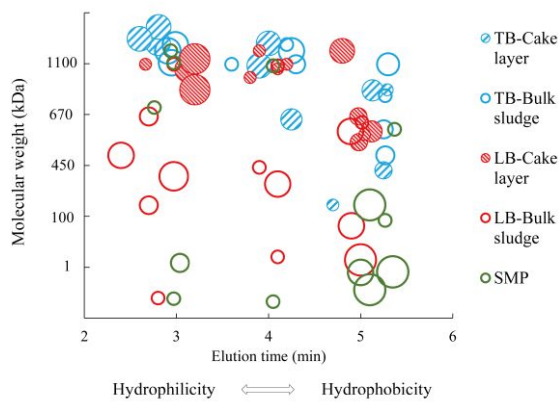 Molecular weight (kDa)
1100
670
450
100
1
2
3
4
5
6
Elution time (min)
Hydrophilicity
Hydrophobicity
TB-Cake
layer
TB-Bulk
sludge
LB-Cake
layer
LB-Bulk
sludge
SMP